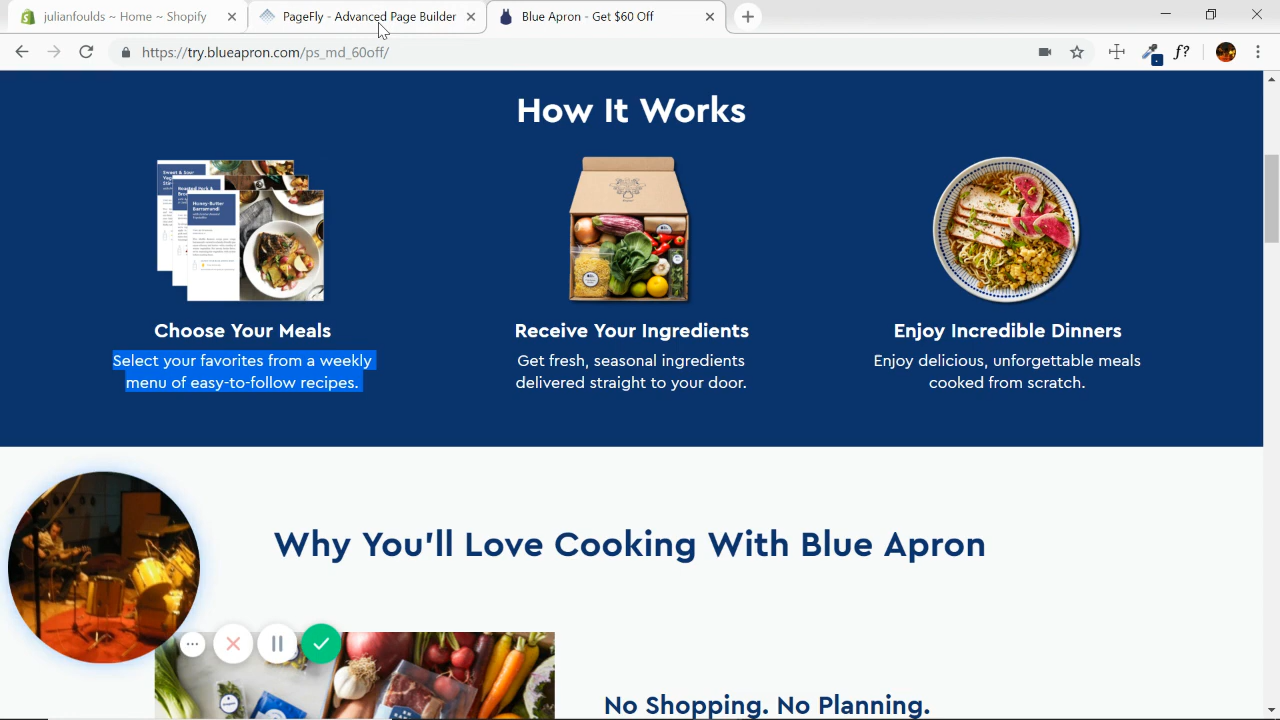 julianfoulds ~ Home ~ Shopify
PageFly - Advanced Page Builder
Blue Apron - Get $60 Off
https://try.blueapron.com/ps_md_60off/
f?
How It Works
Honey-Butter
Barramundi
Choose Your Meals
Select your favorites from a weekly
menu of easy-to-follow recipes.
Receive Your Ingredients
Get fresh, seasonal ingredients
delivered straight to your door.
Enjoy Incredible Dinners
Enjoy delicious, unforgettable meals
cooked from scratch.
Why You'll Love Cooking With Blue Apron
No Shopping. No Planning.